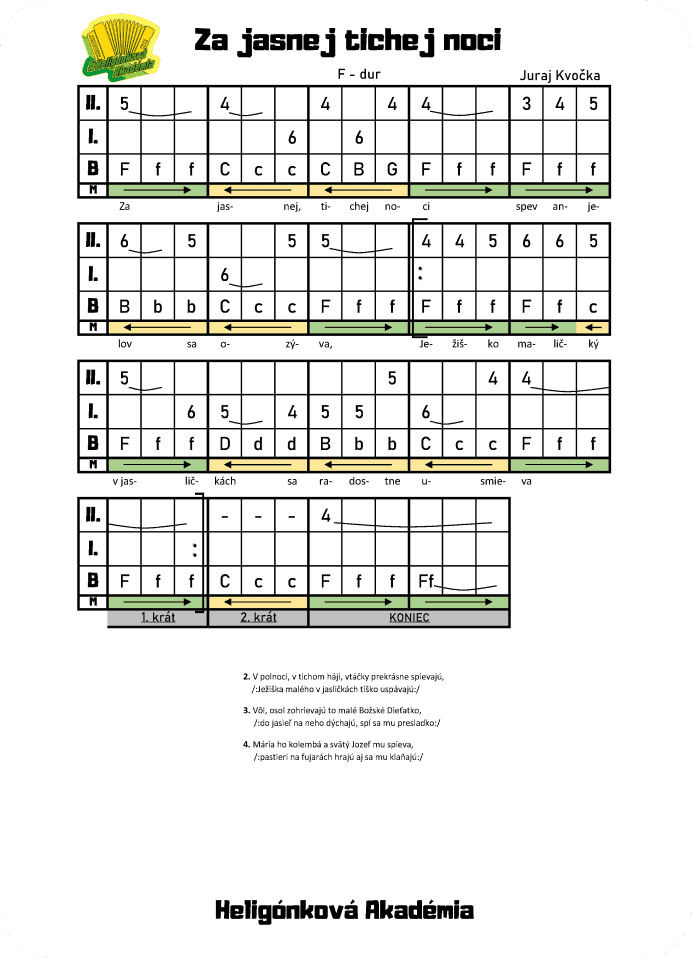 Heligónková
Akadémia
Za jasnej tichej noci
F - dur
Juraj Kvočka
II. 5 4 4 4 4 3 4 5
I. 6 6
B F f f C c c C B G F f f F f f
M
Za jas- nej, ti- chej no- ci spev an- je-
II. 6 5 5 5 4 4 5 6 6 5
I. 6 :
B B b b C c c F f f F f f F f c
M
lov sa o- zý- va, Je- žiš- ko ma- lič- ký
II. 5 5 4 4
I. 6 5 4 5 5 6
B F f f D d d B b b C c c F f f
M
v jas- lič- kách sa ra- dos- tne u- smie- va
II. - - - 4
I. :
B F f f C c c F f f Ff
M
1. krát 2. krát KONIEC
2. V polnoci, v tichom háji, vtáčky prekrásne spievajú,
/:Ježiška malého v jasličkách tíško uspávajú:/
3. Vôl, osol zohrievajú to malé Božské Dieťatko,
/:do jasieľ na neho dýchajú, spí sa mu presladko:/
4. Mária ho kolembá a svätý Jozef mu spieva,
/:pastieri na fujarách hrajú aj sa mu klaňajú:/
Heligónková Akadémia